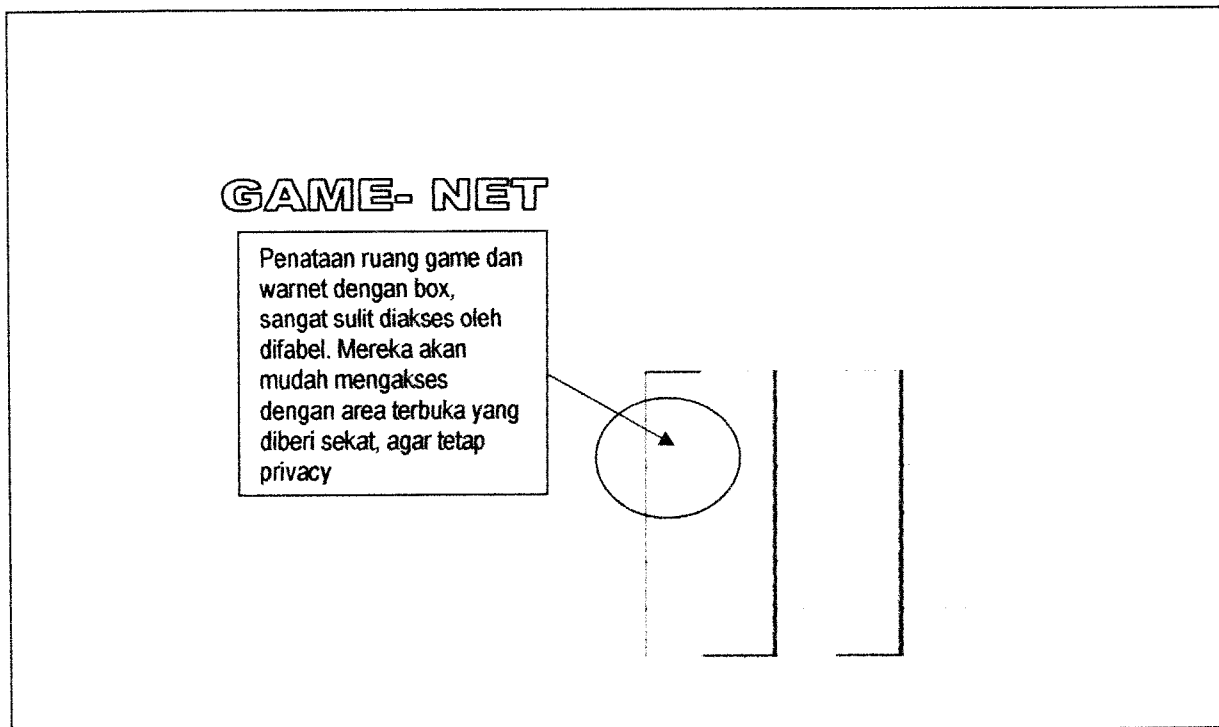 GAME- NET
Penataan ruang game dan
warnet dengan box,
sangat sulit diakses oleh
difabel. Mereka akan
mudah mengakses
dengan area terbuka yang
diberi sekat, agar tetap
privacy